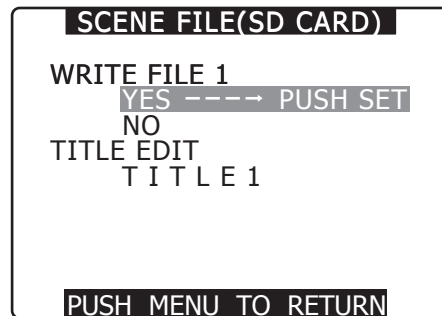 SCENE FILE(SD CARD)
WRITE FILE 1
YES ----→ PUSH SET
NO
TITLE EDIT
T I T L E 1
PUSH MENU TO RETURN